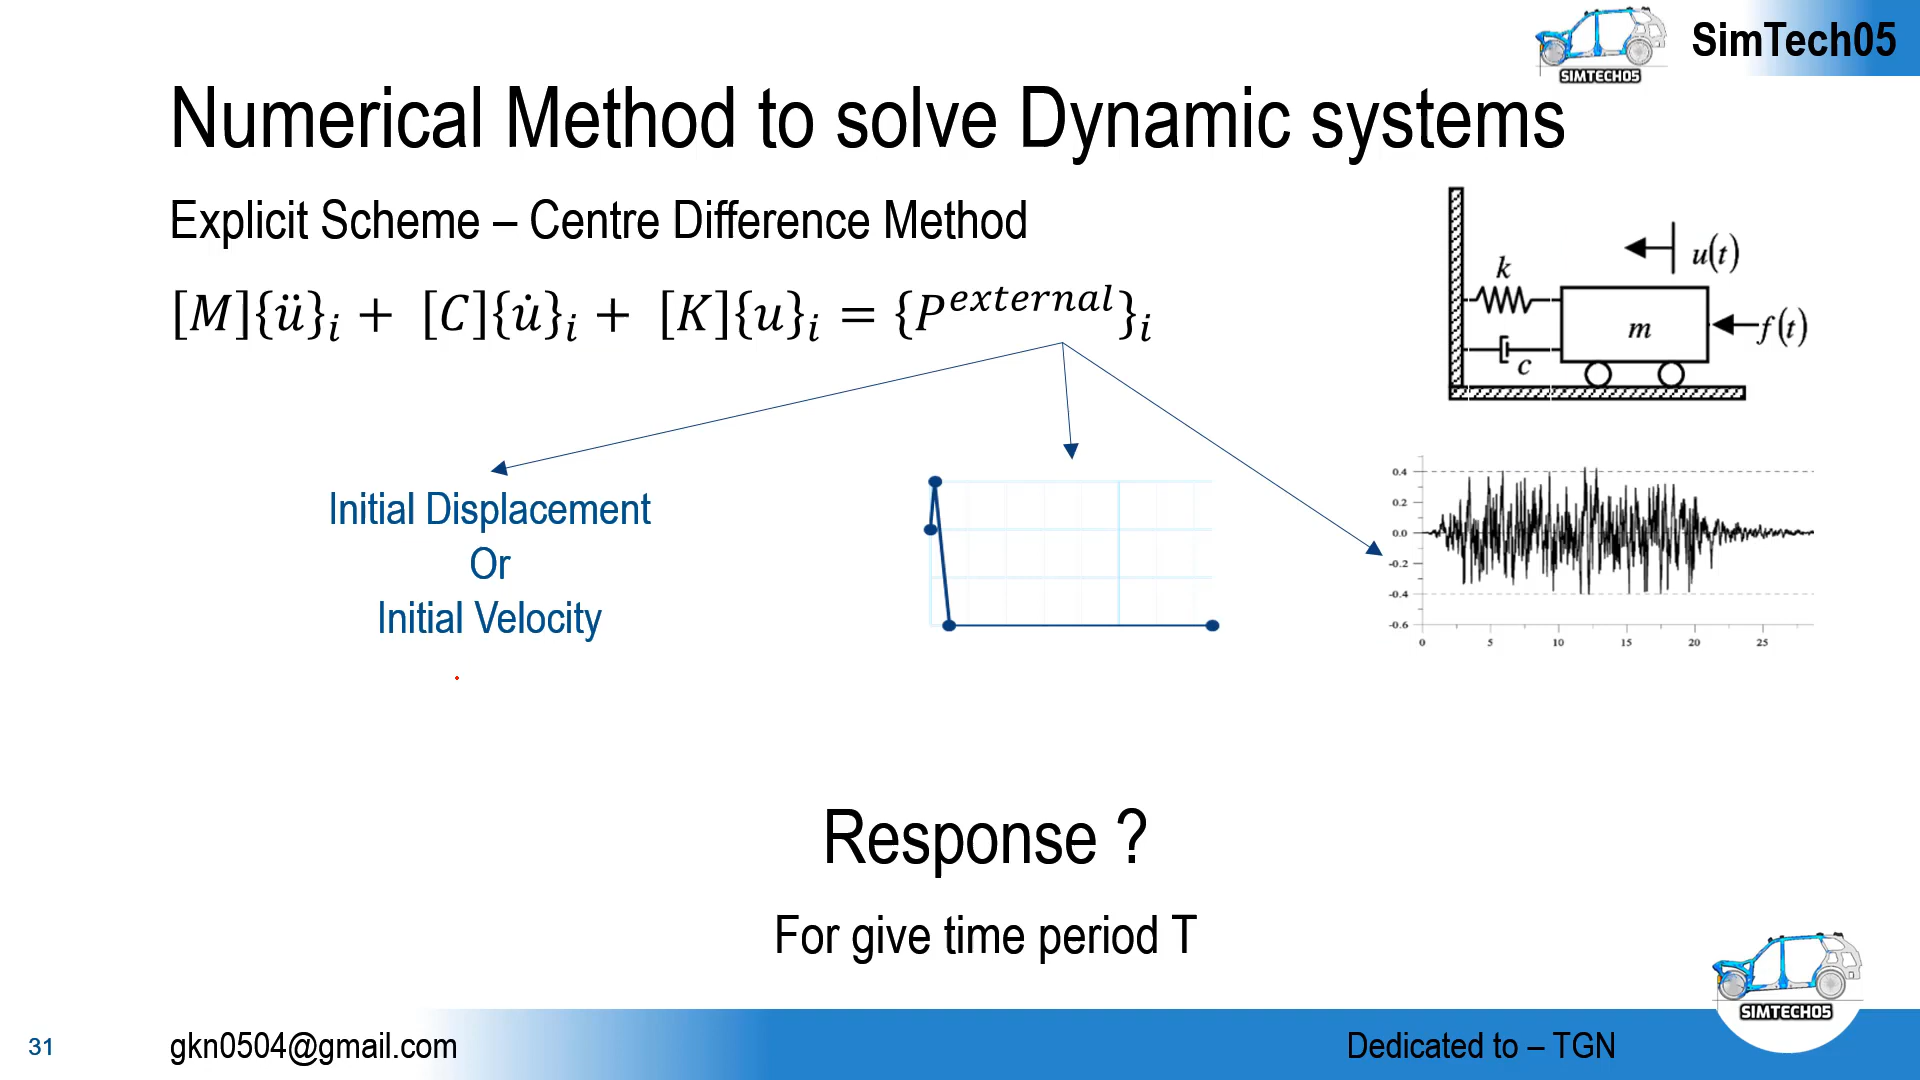 SimTech05
SIMTECH05
Numerical Method to solve Dynamic systems
Explicit Scheme – Centre Difference Method
[M]{ü}ᵢ + [C]{u̇}ᵢ + [K]{u}ᵢ = {P^external}ᵢ
u(t)
k
m
f(t)
c
Initial Displacement
Or
Initial Velocity
0.4
0.2
0.0
-0.2
-0.4
-0.6
0 5 10 15 20 25
Response ?
For give time period T
SIMTECH05
31
gkn0504@gmail.com
Dedicated to – TGN